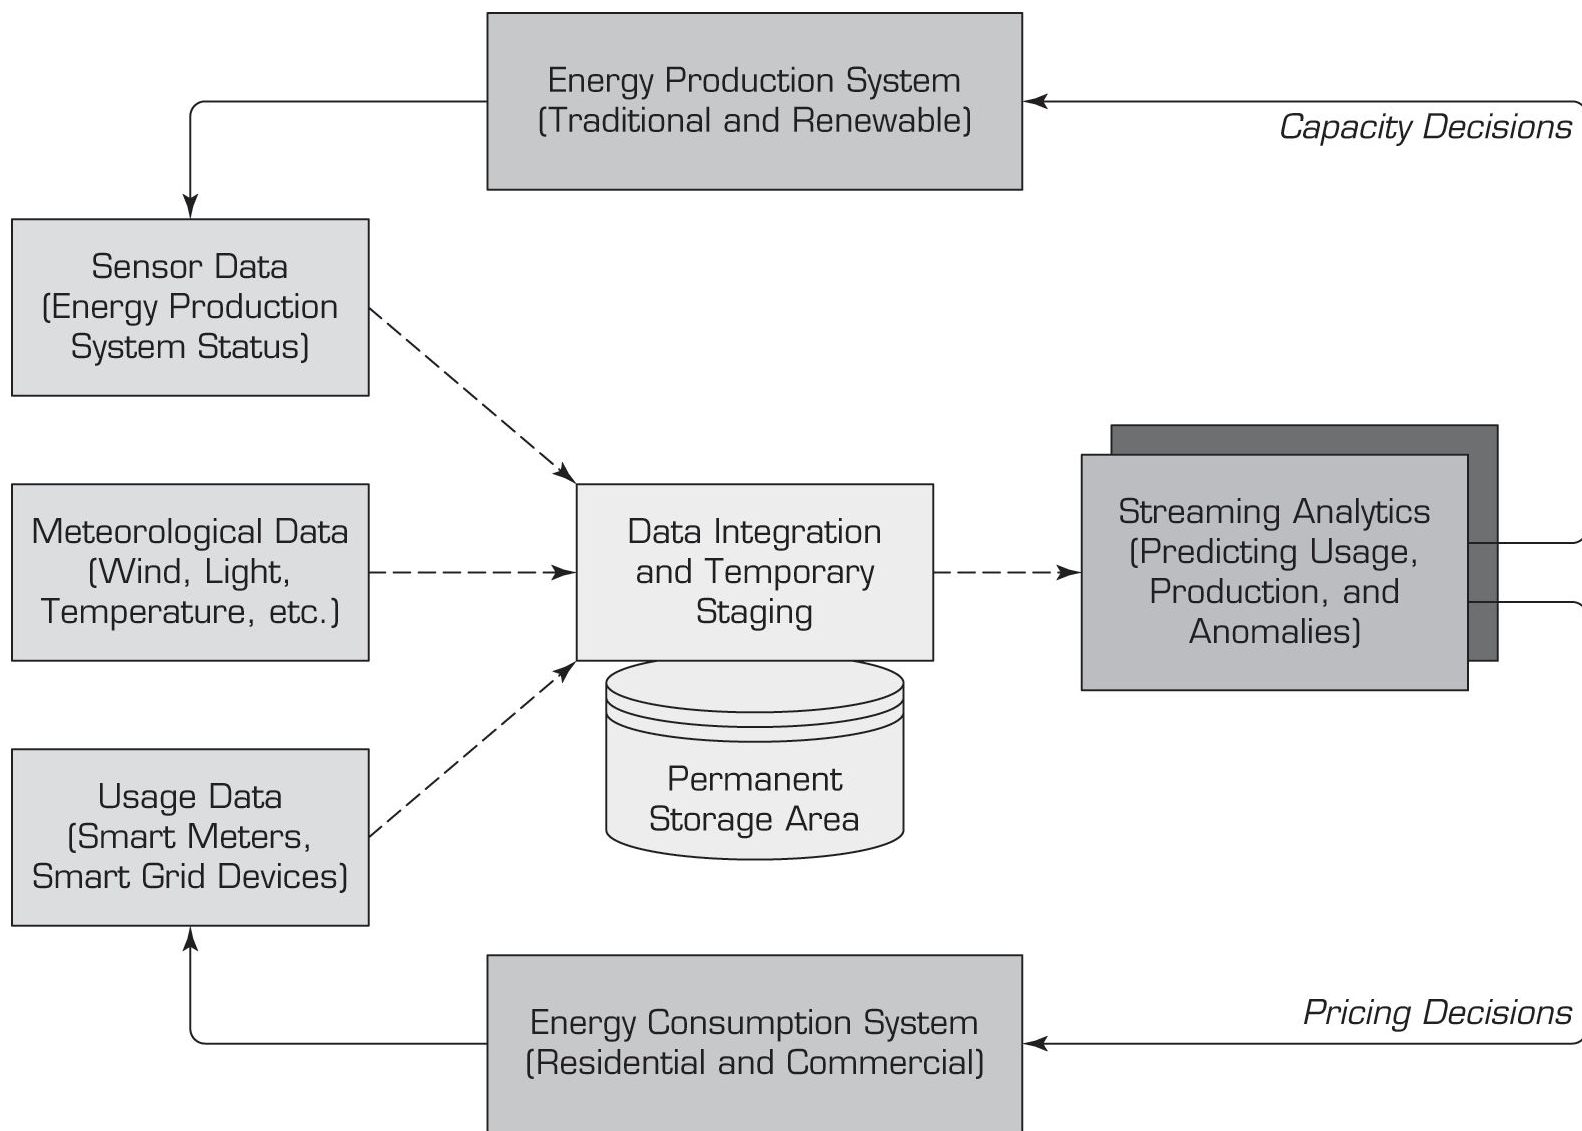 Energy Production System
(Traditional and Renewable)
Capacity Decisions
Sensor Data
(Energy Production
System Status)
Meteorological Data
(Wind, Light,
Temperature, etc.)
Data Integration
and Temporary
Staging
Streaming Analytics
(Predicting Usage,
Production, and
Anomalies)
Permanent
Storage Area
Usage Data
(Smart Meters,
Smart Grid Devices)
Energy Consumption System
(Residential and Commercial)
Pricing Decisions